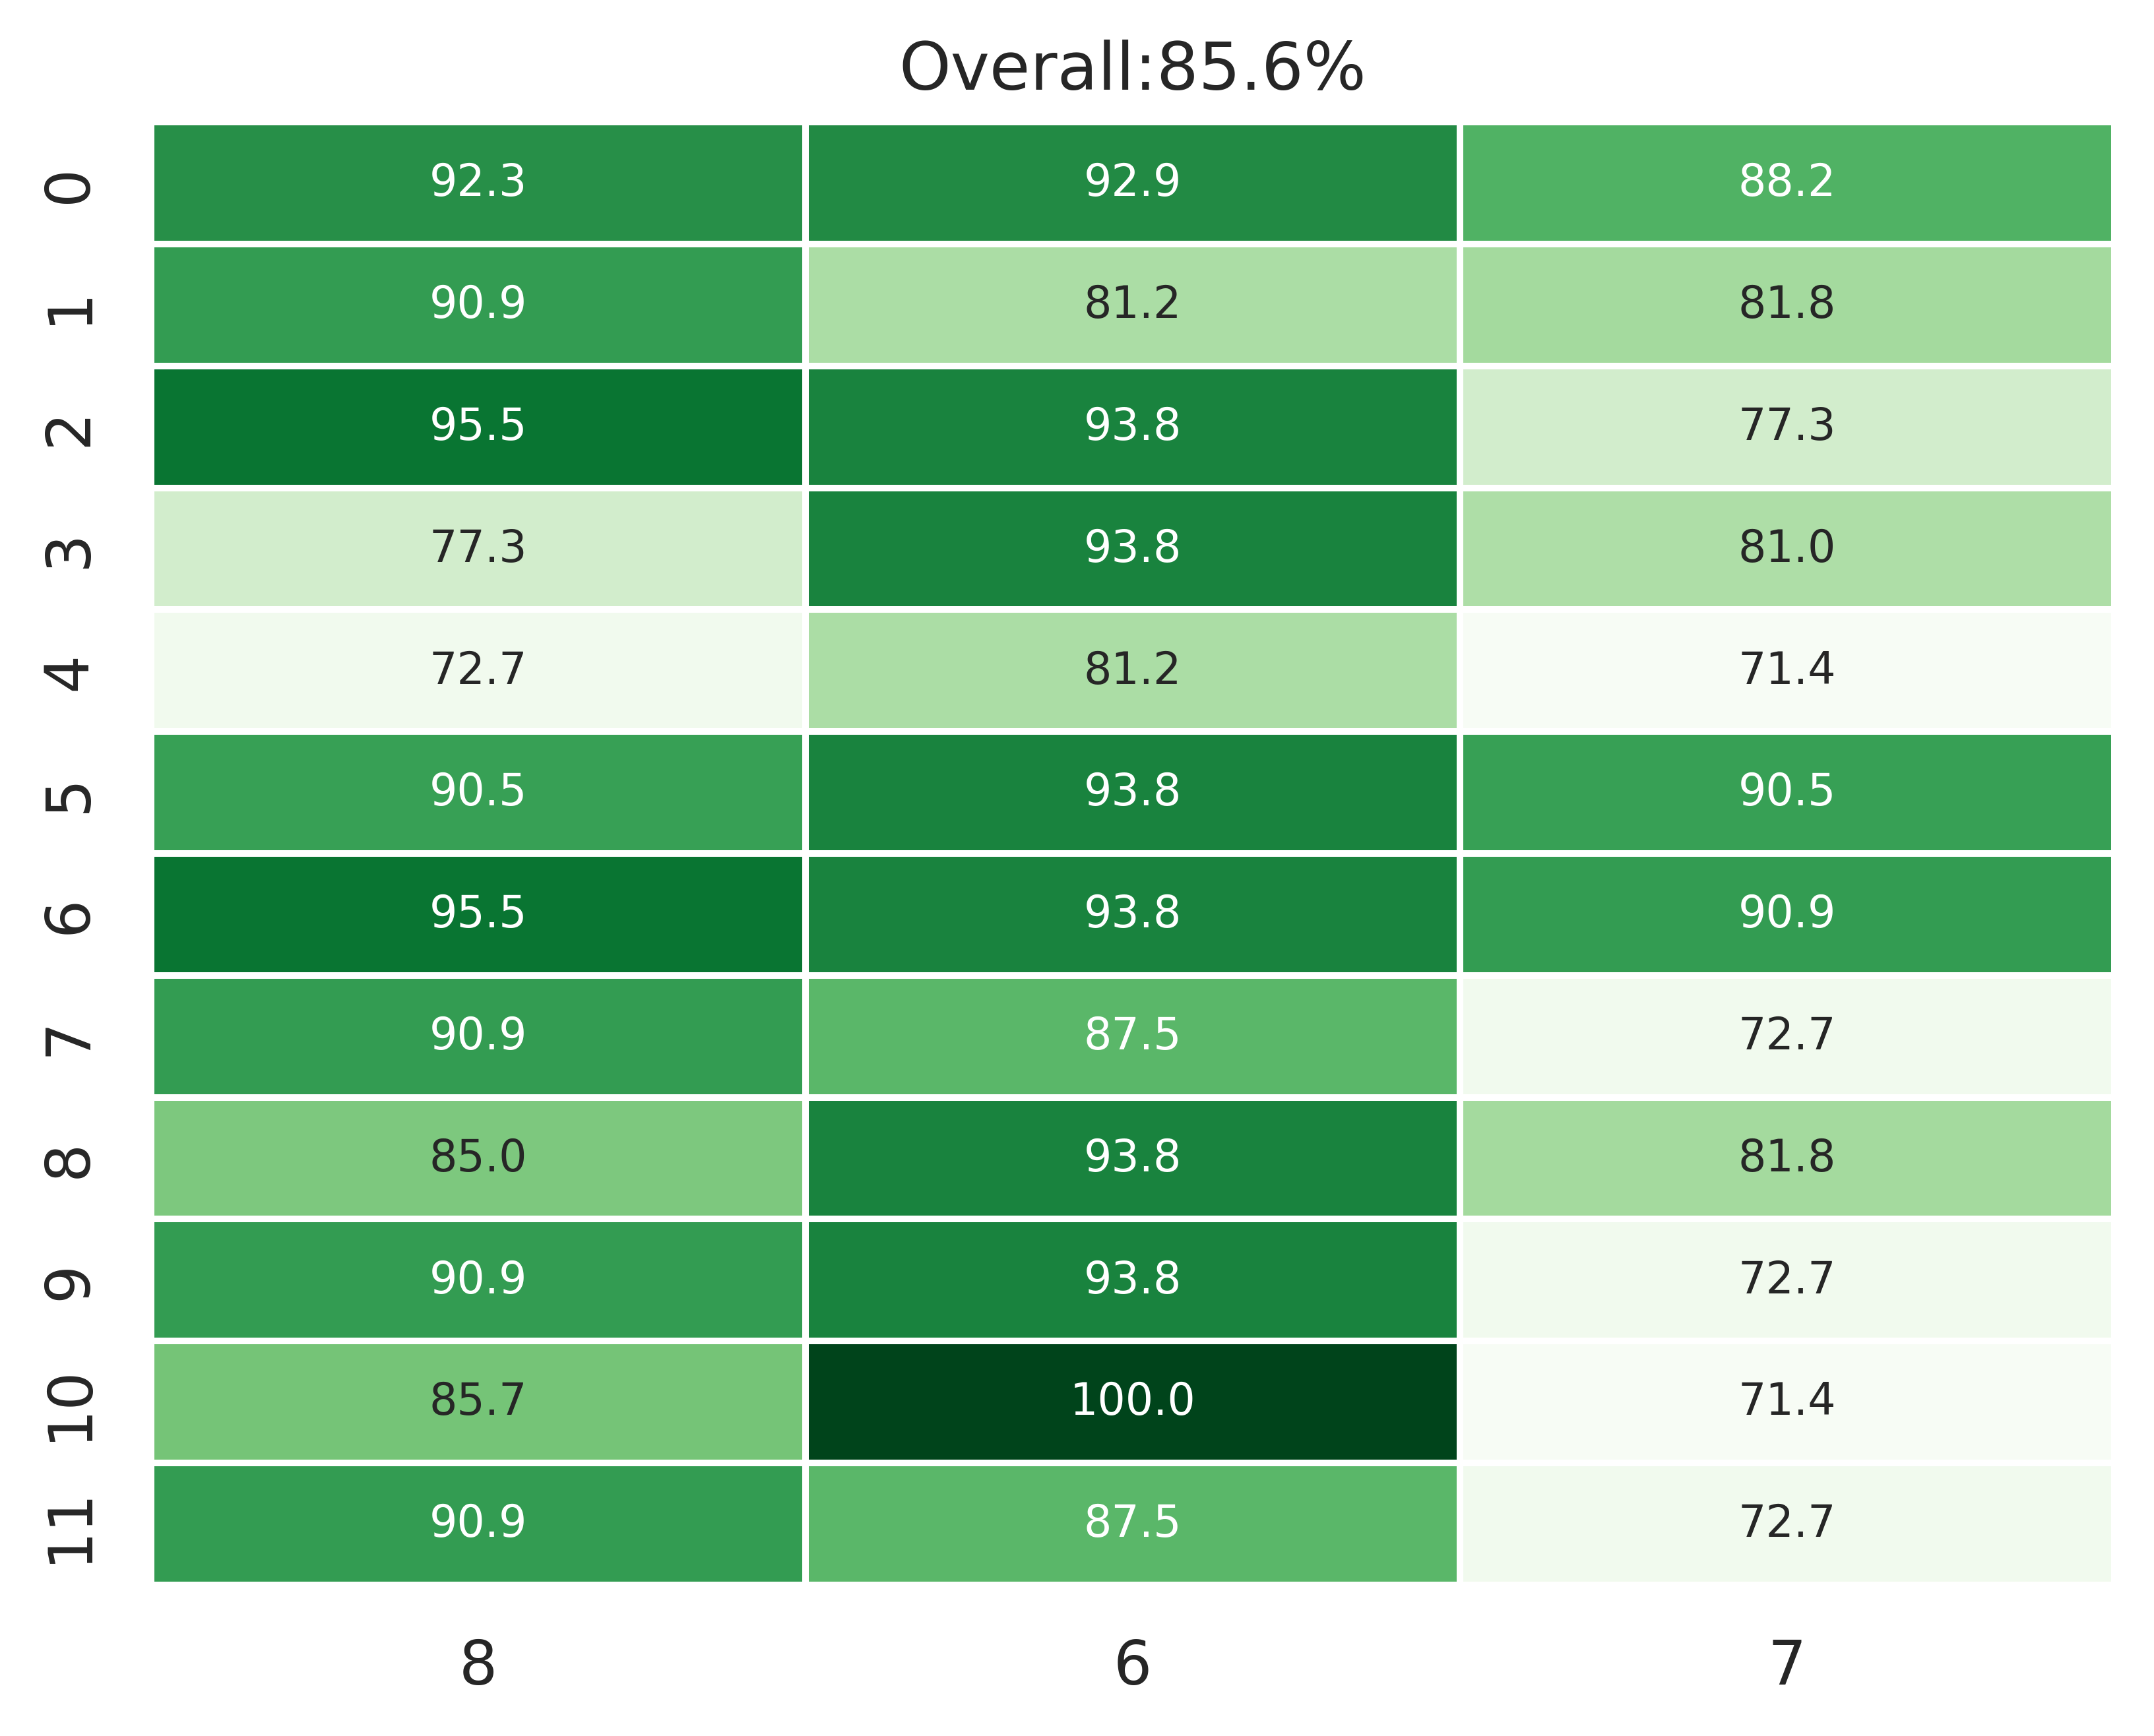 Overall:85.6%
0 92.3 92.9 88.2
1 90.9 81.2 81.8
2 95.5 93.8 77.3
3 77.3 93.8 81.0
4 72.7 81.2 71.4
5 90.5 93.8 90.5
6 95.5 93.8 90.9
7 90.9 87.5 72.7
8 85.0 93.8 81.8
9 90.9 93.8 72.7
10 85.7 100.0 71.4
11 90.9 87.5 72.7
8 6 7